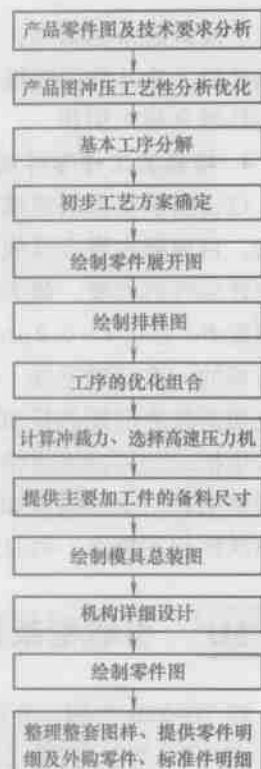 产品零件图及技术要求分析
产品图冲压工艺性分析优化
基本工序分解
初步工艺方案确定
绘制零件展开图
绘制排样图
工序的优化组合
计算冲裁力、选择高速压力机
提供主要加工件的备料尺寸
绘制模具总装图
机构详细设计
绘制零件图
整理整套图样、提供零件明
细及外购零件、标准件明细